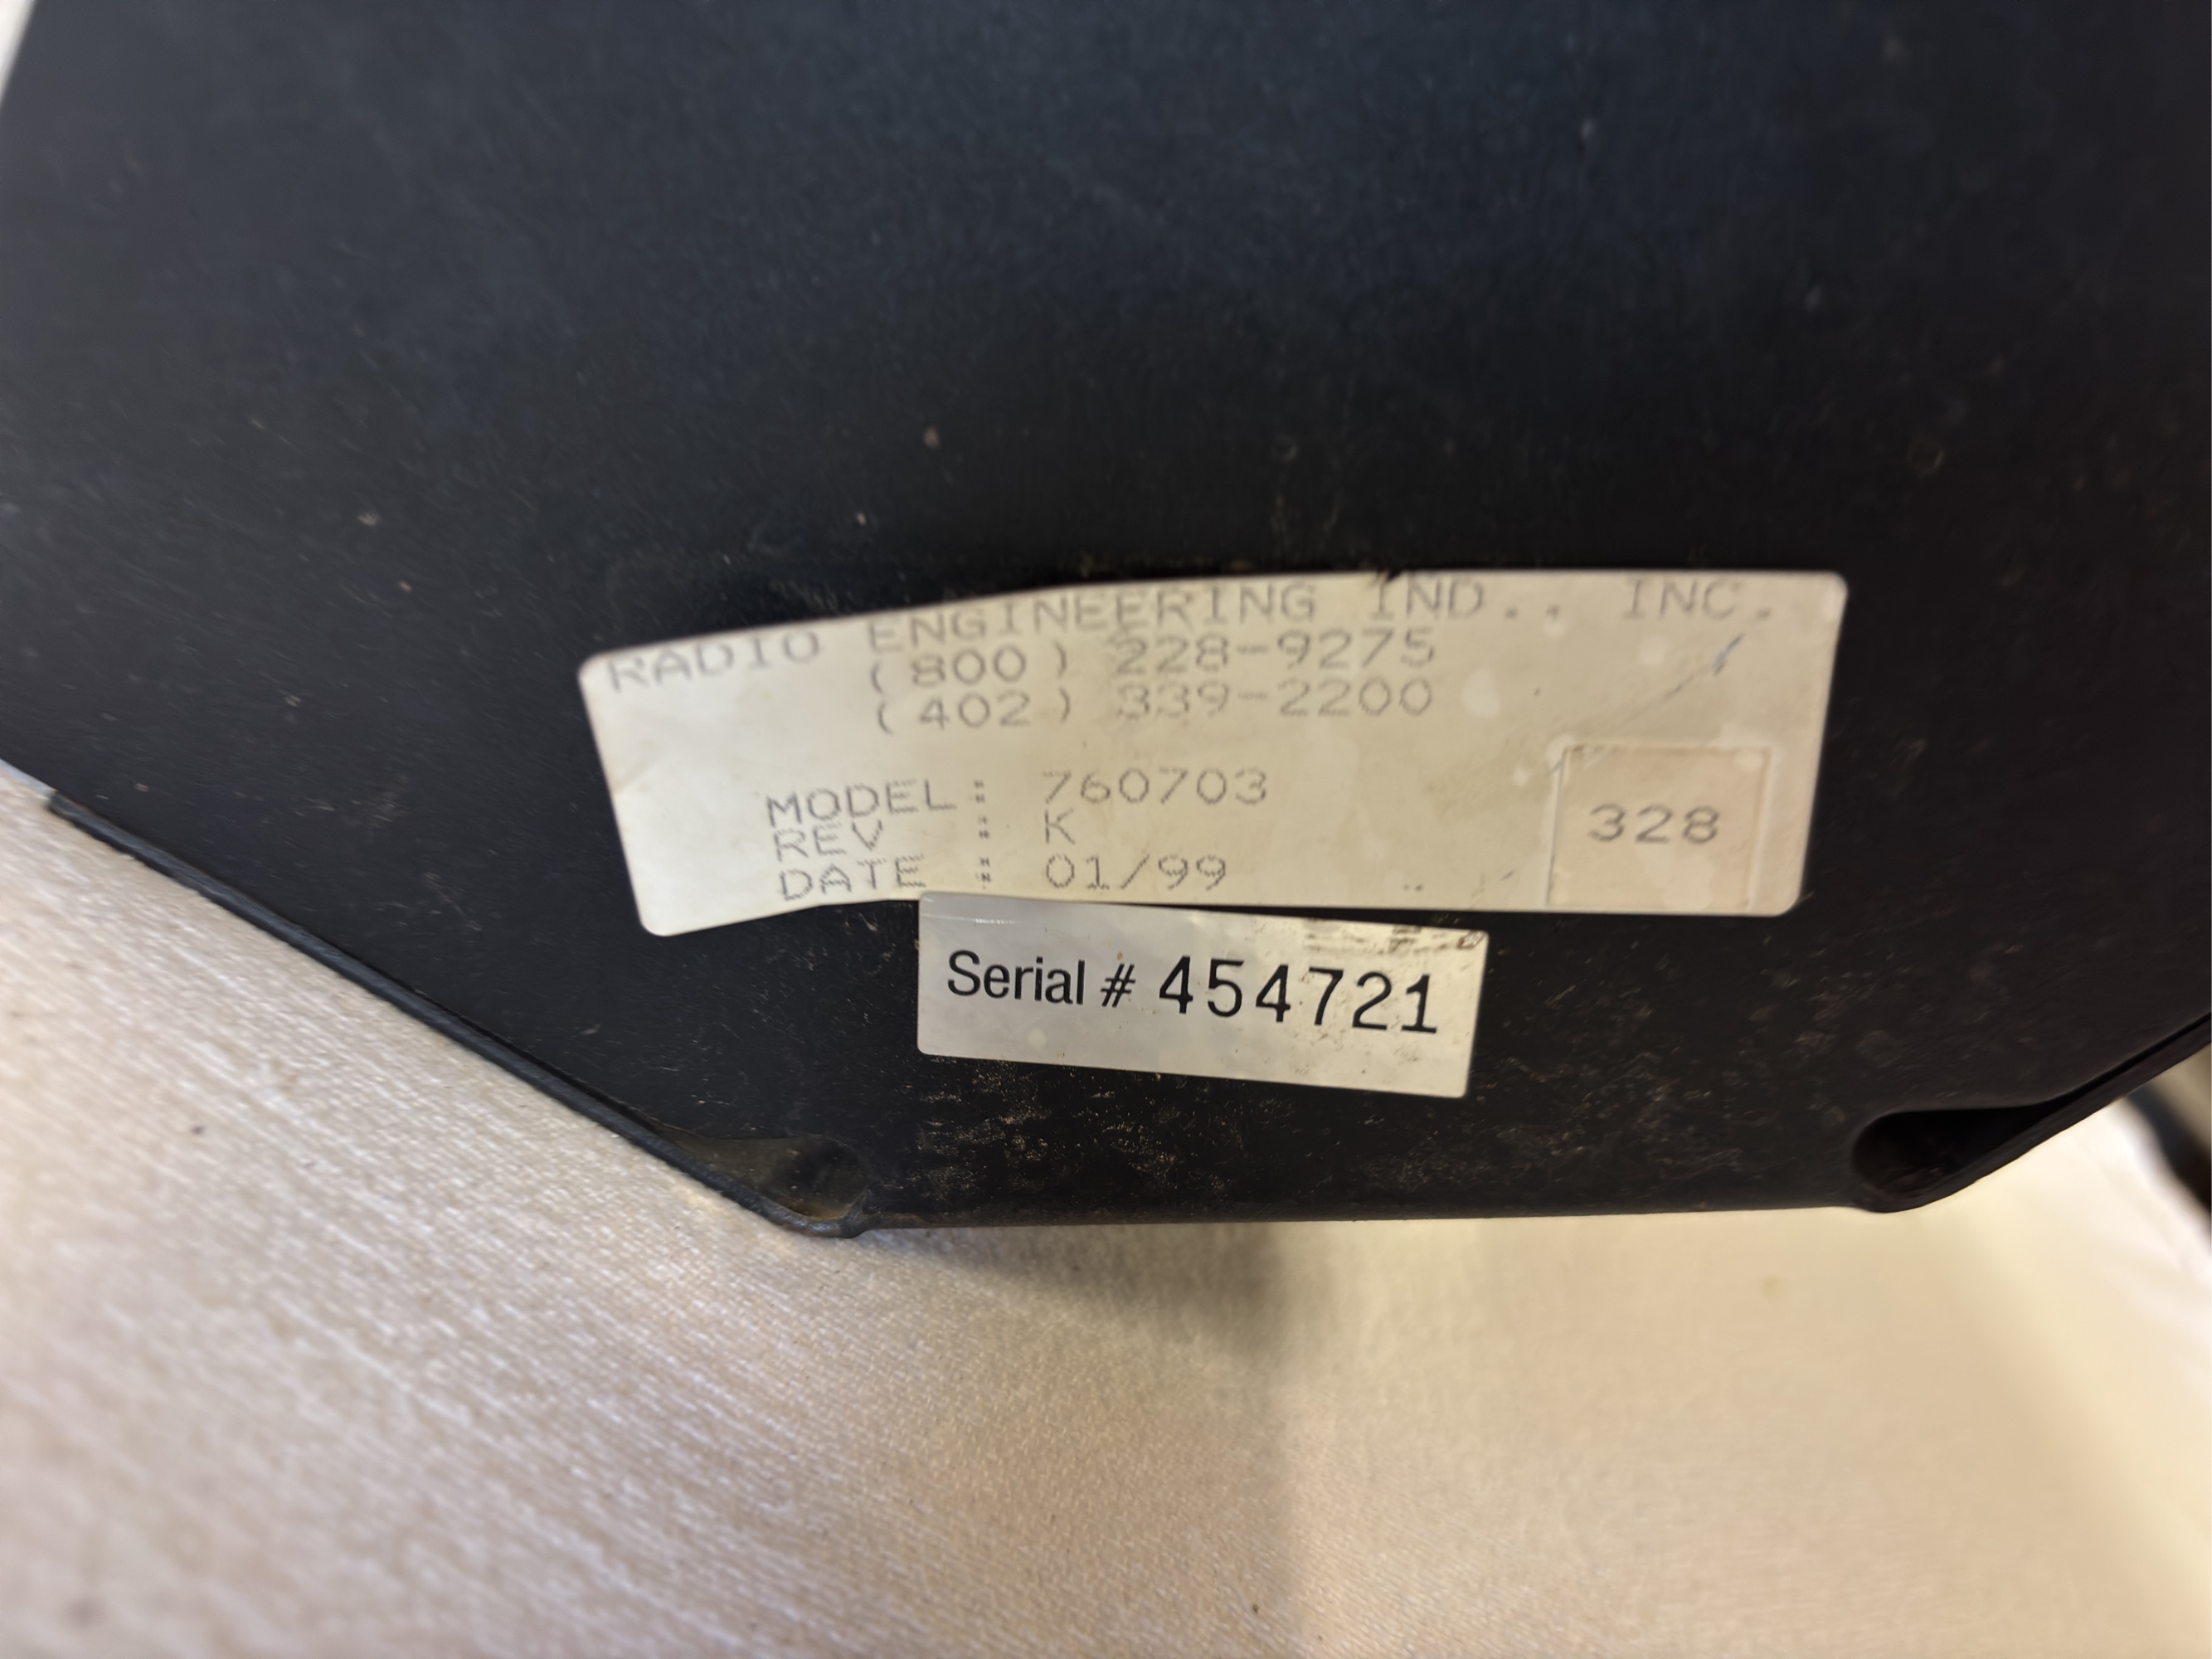 RADIO ENGINEERING IND.. INC.
(800) 228-9275
(402) 339-2200
MODEL: 760703
REV : K
DATE : 01/99
328
Serial # 454721